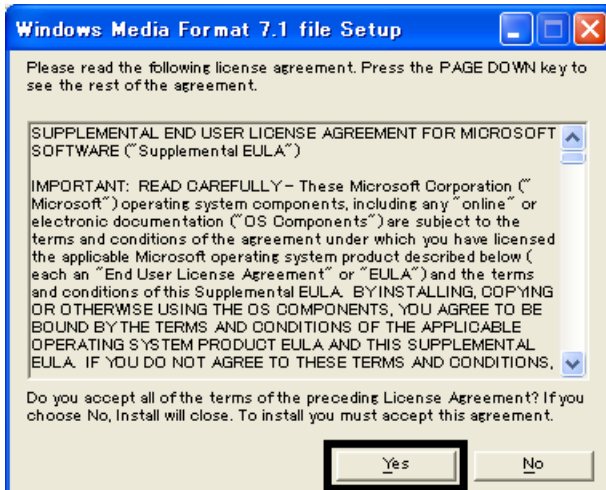 Windows Media Format 7.1 file Setup
Please read the following license agreement. Press the PAGE DOWN key to
see the rest of the agreement.
SUPPLEMENTAL END USER LICENSE AGREEMENT FOR MICROSOFT
SOFTWARE ("Supplemental EULA")
IMPORTANT: READ CAREFULLY - These Microsoft Corporation ("
Microsoft") operating system components, including any "online" or
electronic documentation ("OS Components") are subject to the
terms and conditions of the agreement under which you have licensed
the applicable Microsoft operating system product described below (
each an "End User License Agreement" or "EULA") and the terms
and conditions of this Supplemental EULA. BY INSTALLING, COPYING
OR OTHERWISE USING THE OS COMPONENTS, YOU AGREE TO BE
BOUND BY THE TERMS AND CONDITIONS OF THE APPLICABLE
OPERATING SYSTEM PRODUCT EULA AND THIS SUPPLEMENTAL
EULA. IF YOU DO NOT AGREE TO THESE TERMS AND CONDITIONS,
Do you accept all of the terms of the preceding License Agreement? If you
choose No, Install will close. To install you must accept this agreement.
Yes
No